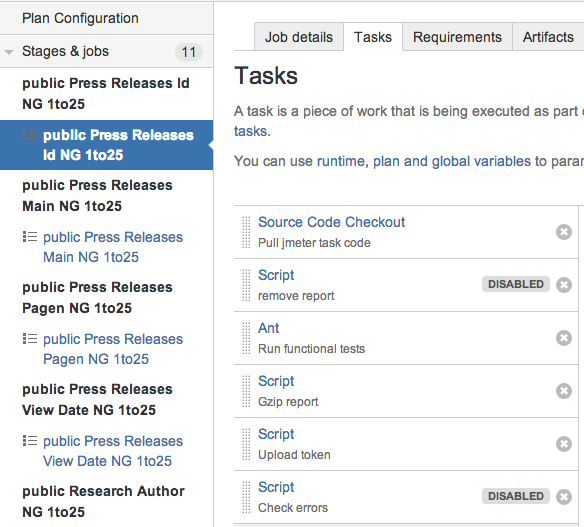 Plan Configuration
Stages & jobs 11
public Press Releases Id
NG 1to25
public Press Releases
Id NG 1to25
public Press Releases
Main NG 1to25
public Press Releases
Main NG 1to25
public Press Releases
Pagen NG 1to25
public Press Releases
Pagen NG 1to25
public Press Releases
View Date NG 1to25
public Press Releases
View Date NG 1to25
public Research Author
NG 1to25
Job details Tasks Requirements Artifacts
Tasks
A task is a piece of work that is being executed as part
tasks.
You can use runtime, plan and global variables to
Source Code Checkout
Pull jmeter task code
Script
remove report DISABLED
Ant
Run functional tests
Script
Gzip report
Script
Upload token
Script
Check errors DISABLED